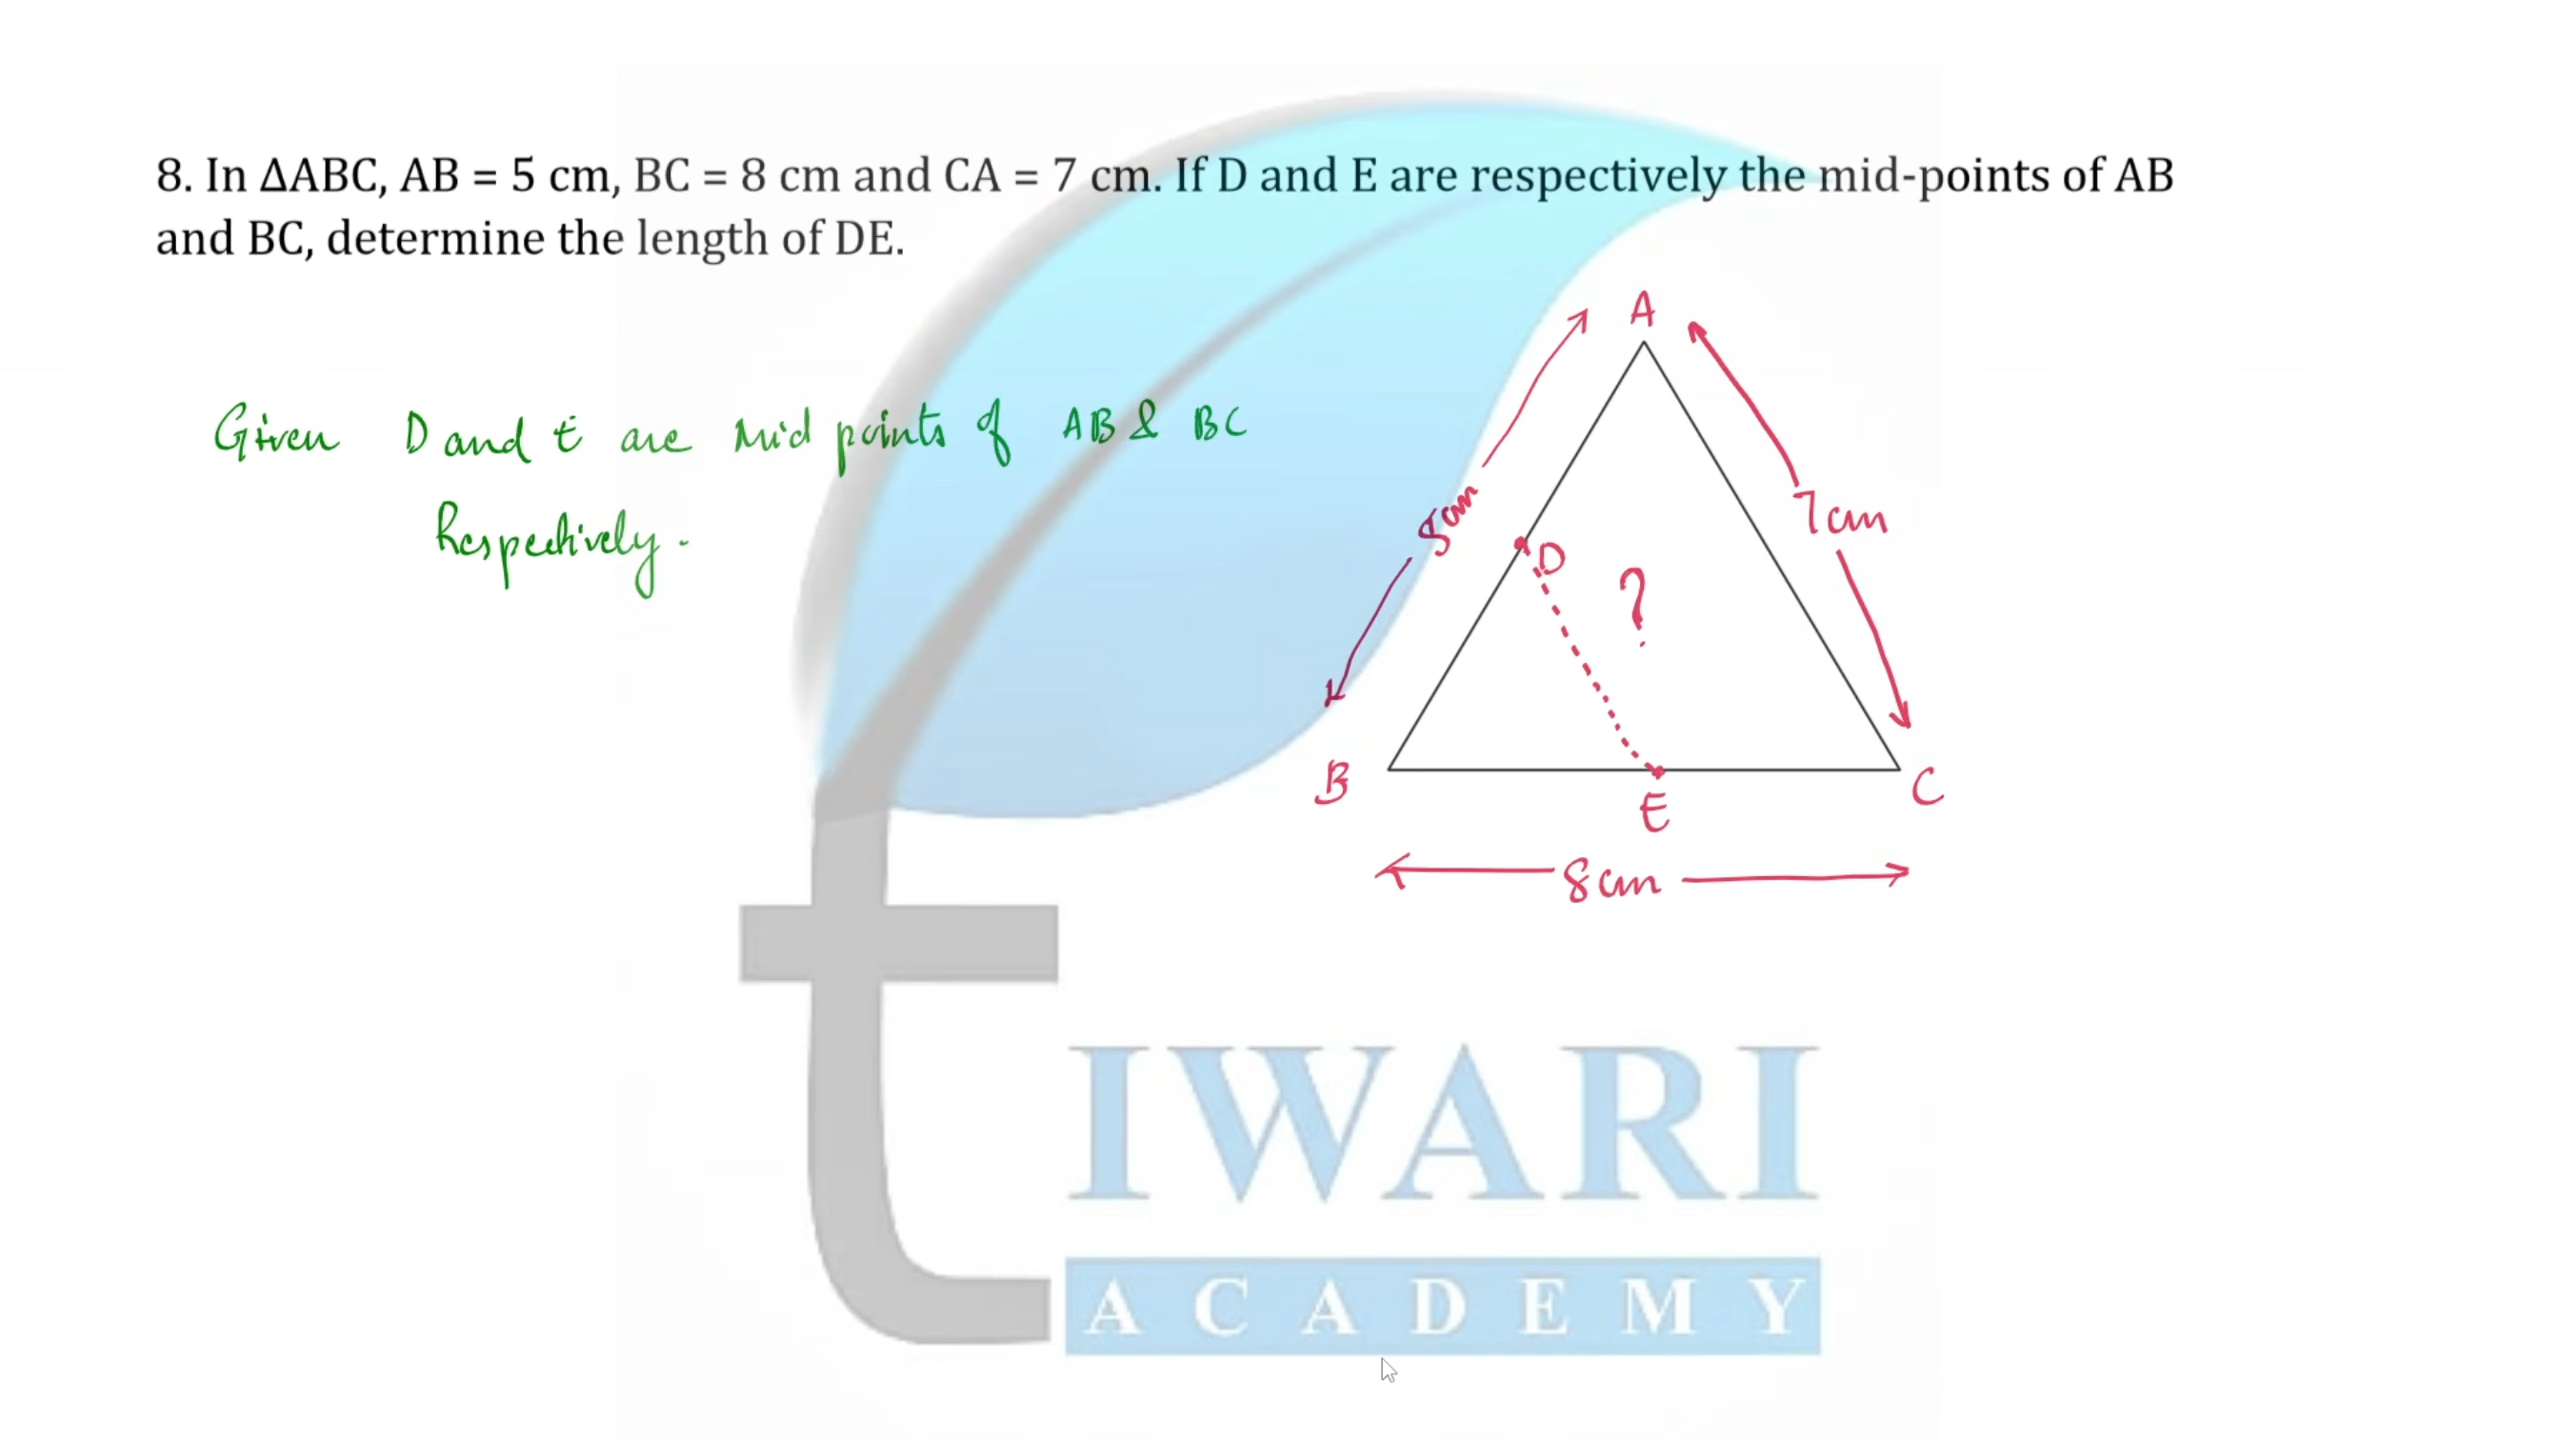 8. In ΔABC, AB = 5 cm, BC = 8 cm and CA = 7 cm. If D and E are respectively the mid-points of AB
and BC, determine the length of DE.
A
Given D and E are Mid points of AB & BC
5cm
7cm
Respectively.
D
?
B
C
E
8cm
t
IWARI
ACADEMY